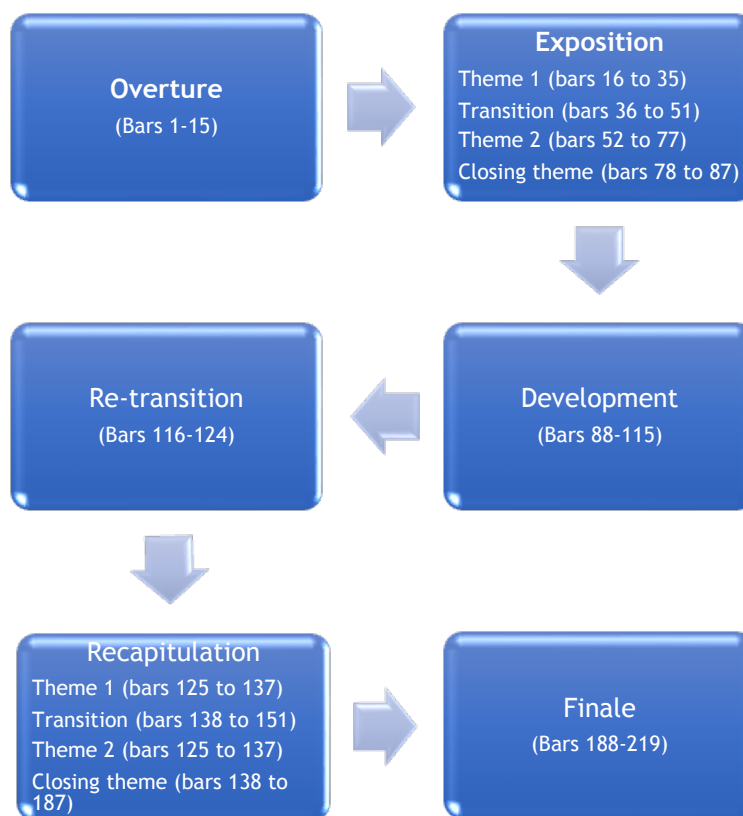 Overture
(Bars 1-15)
Exposition
Theme 1 (bars 16 to 35)
Transition (bars 36 to 51)
Theme 2 (bars 52 to 77)
Closing theme (bars 78 to 87)
Development
(Bars 88-115)
Re-transition
(Bars 116-124)
Recapitulation
Theme 1 (bars 125 to 137)
Transition (bars 138 to 151)
Theme 2 (bars 125 to 137)
Closing theme (bars 138 to
187)
Finale
(Bars 188-219)